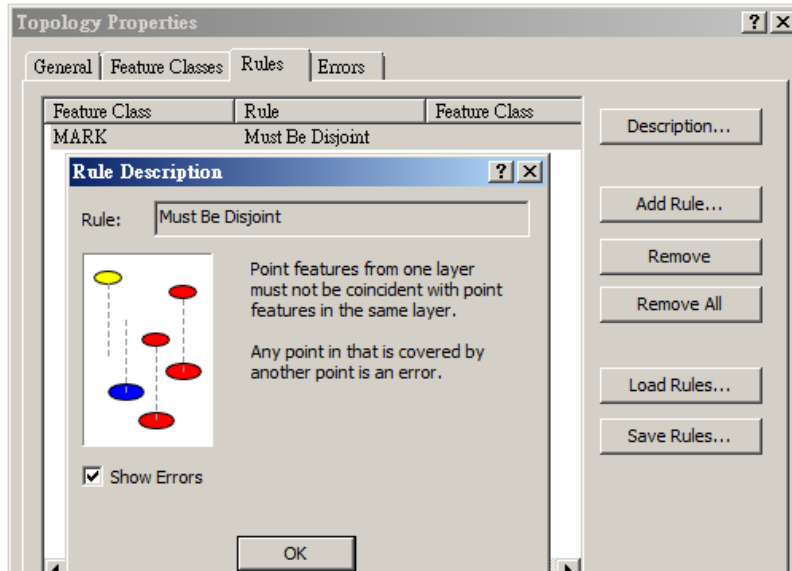 Topology Properties
General Feature Classes Rules Errors
Feature Class Rule Feature Class
MARK Must Be Disjoint
Description...
Add Rule...
Remove
Remove All
Load Rules...
Save Rules...
Rule Description
Rule: Must Be Disjoint
Point features from one layer
must not be coincident with point
features in the same layer.
Any point in that is covered by
another point is an error.
Show Errors
OK